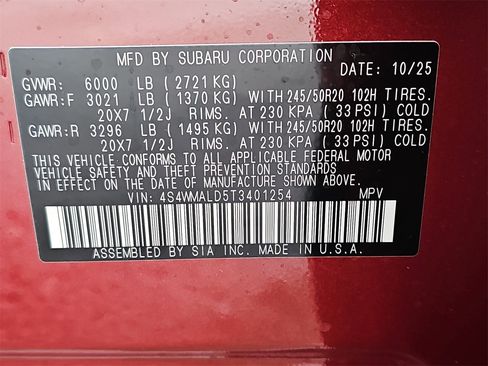 MFD BY SUBARU CORPORATION
DATE: 10/25
GVWR: 6000 LB ( 2721 KG)
GAWR:F 3021 LB ( 1370 KG) WITH 245/50R20 102H TIRES.
20X7 1/2J RIMS. AT 230 KPA ( 33 PSI) COLD
GAWR:R 3296 LB ( 1495 KG) WITH 245/50R20 102H TIRES.
20X7 1/2J RIMS. AT 230 KPA ( 33 PSI) COLD
THIS VEHICLE CONFORMS TO ALL APPLICABLE FEDERAL MOTOR
VEHICLE SAFETY AND THEFT PREVENTION STANDARDS
IN EFFECT ON THE DATE OF MANUFACTURE SHOWN ABOVE.
VIN: 4S4WMALD5T3401254 MPV
ASSEMBLED BY SIA INC. MADE IN U.S.A.